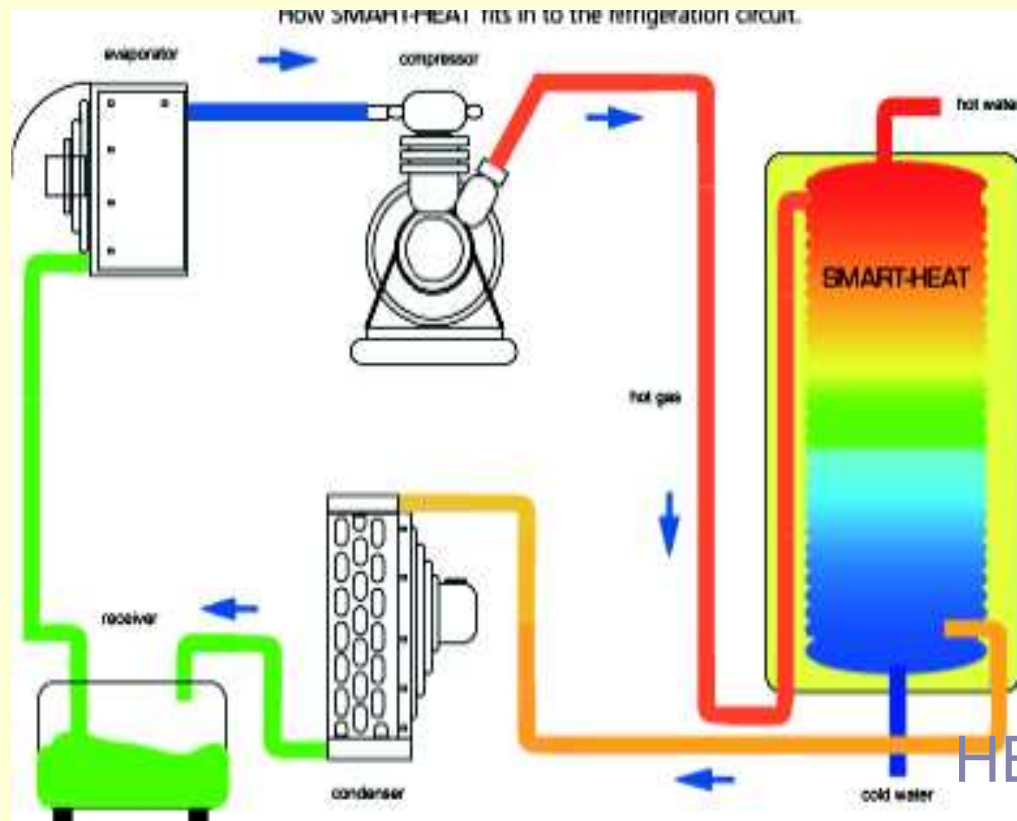 How SMART-HEAT fits in to the refrigeration circuit.
evaporator
compressor
hot water
SMART-HEAT
hot gas
receiver
condenser
cold water